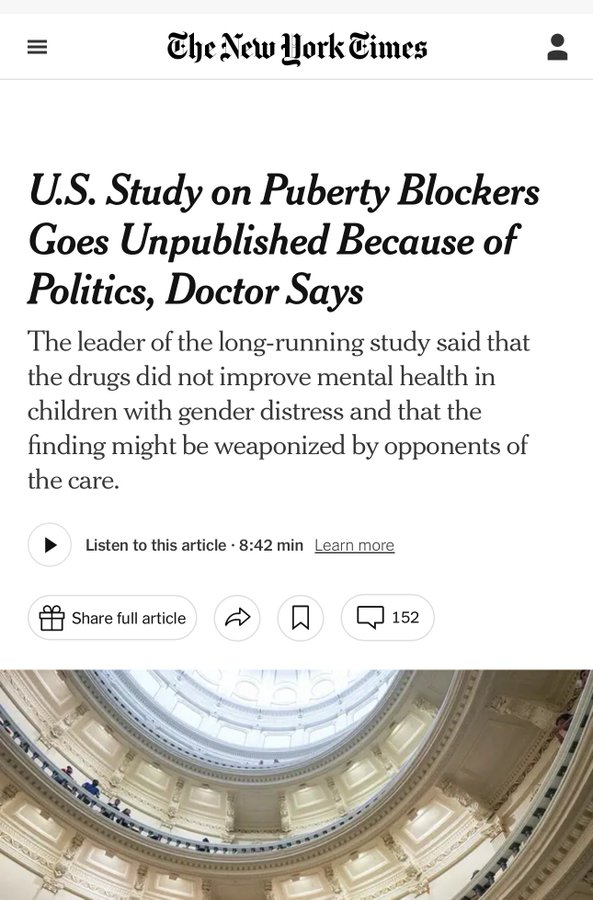 The New York Times
U.S. Study on Puberty Blockers
Goes Unpublished Because of
Politics, Doctor Says
The leader of the long-running study said that
the drugs did not improve mental health in
children with gender distress and that the
finding might be weaponized by opponents of
the care.
Listen to this article · 8:42 min Learn more
Share full article
152